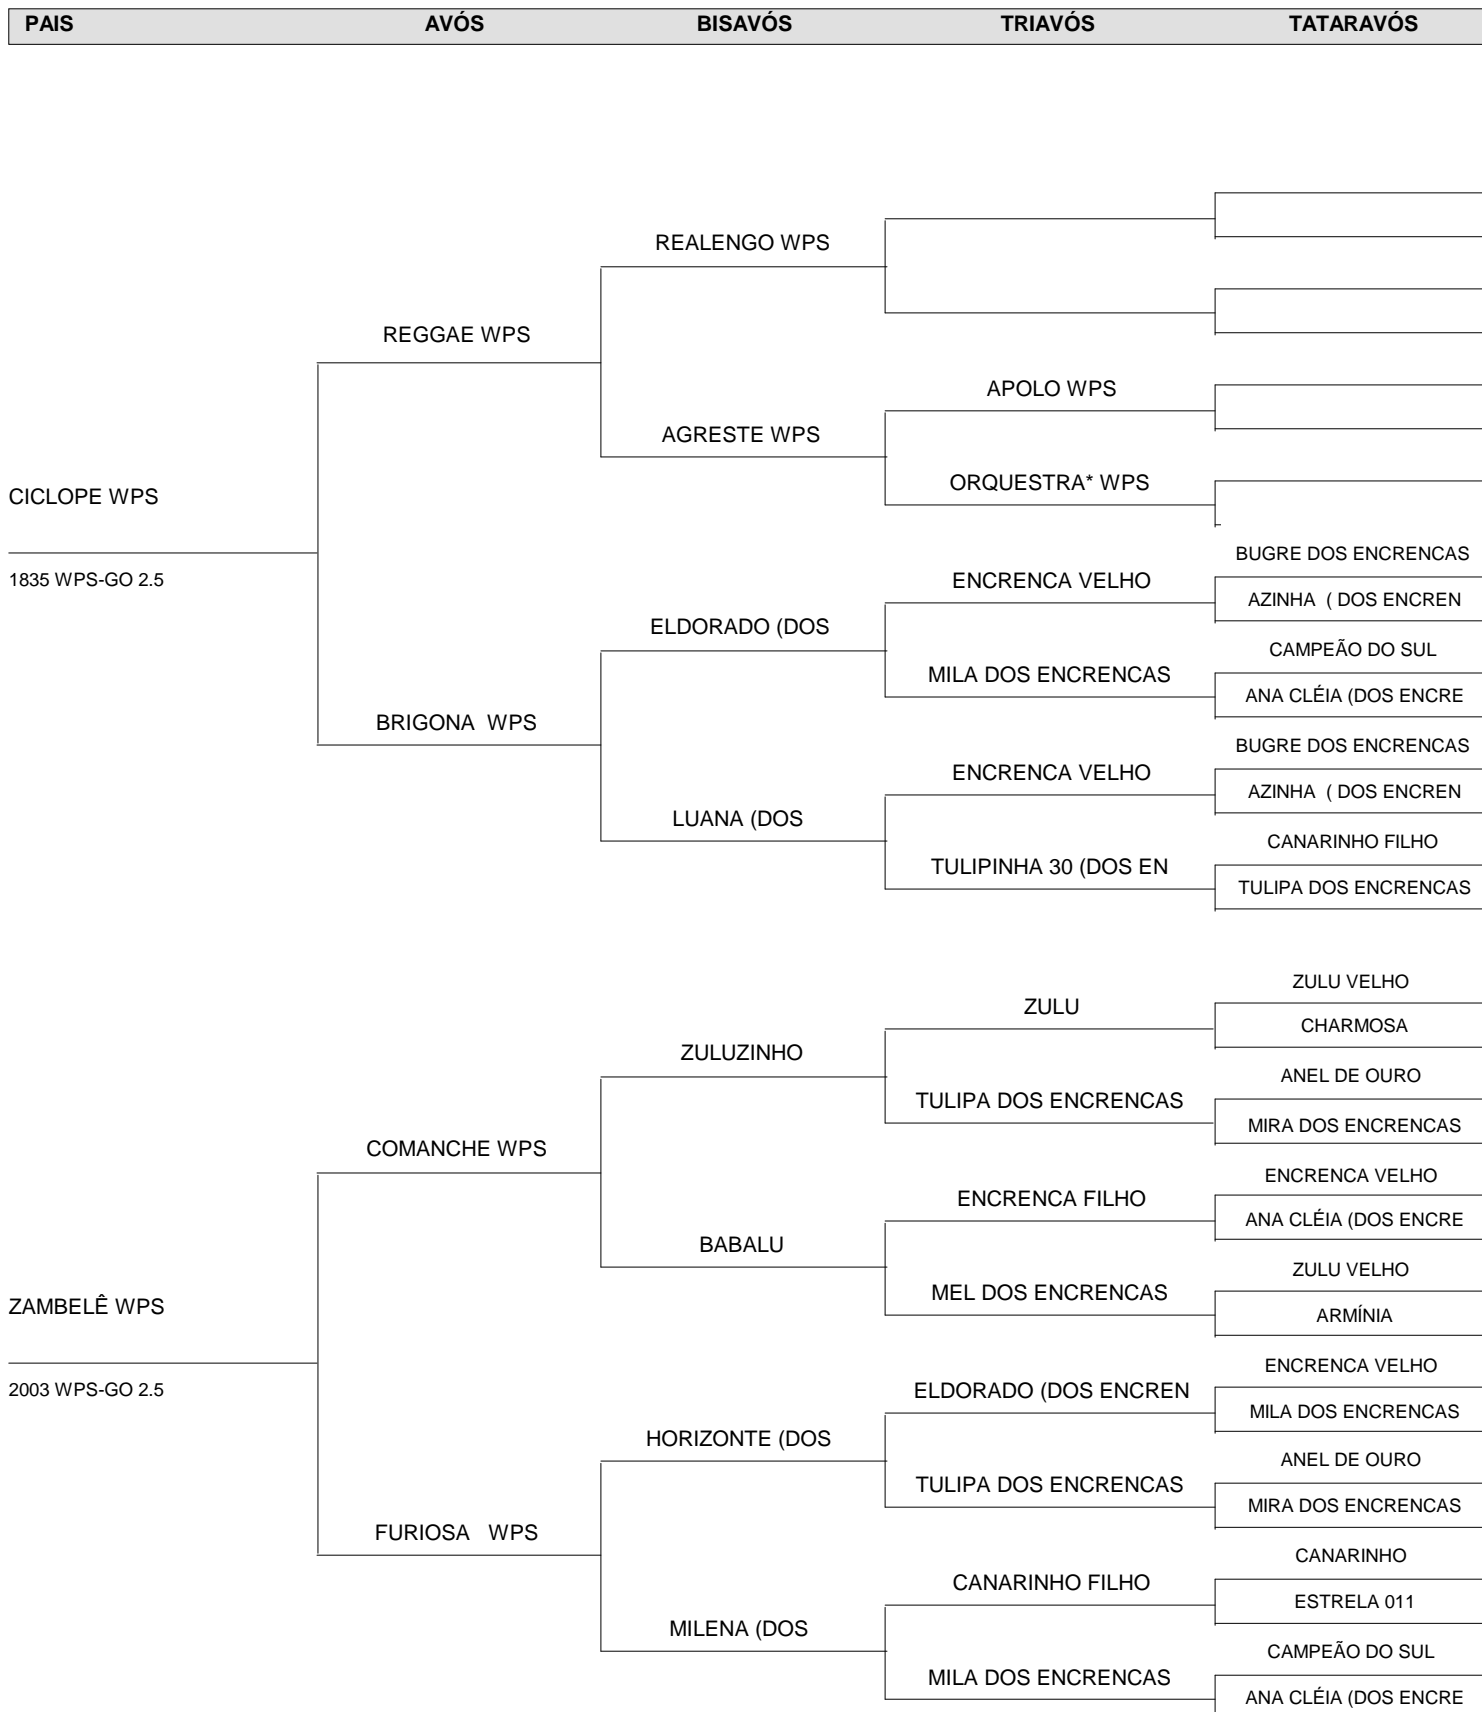 PAIS AVÓS BISAVÓS TRIAVÓS TATARAVÓS
REALENGO WPS
REGGAE WPS
APOLO WPS
AGRESTE WPS
ORQUESTRA* WPS
CICLOPE WPS
BUGRE DOS ENCRENCAS
1835 WPS-GO 2.5
ENCRENCA VELHO
AZINHA ( DOS ENCREN
ELDORADO (DOS
CAMPEÃO DO SUL
MILA DOS ENCRENCAS
ANA CLÉIA (DOS ENCRE
BRIGONA WPS
BUGRE DOS ENCRENCAS
ENCRENCA VELHO
AZINHA ( DOS ENCREN
LUANA (DOS
CANARINHO FILHO
TULIPINHA 30 (DOS EN
TULIPA DOS ENCRENCAS
ZULU VELHO
ZULU
CHARMOSA
ZULUZINHO
ANEL DE OURO
TULIPA DOS ENCRENCAS
MIRA DOS ENCRENCAS
COMANCHE WPS
ENCRENCA VELHO
ENCRENCA FILHO
ANA CLÉIA (DOS ENCRE
BABALU
ZULU VELHO
MEL DOS ENCRENCAS
ZAMBELÊ WPS
ARMÍNIA
ENCRENCA VELHO
2003 WPS-GO 2.5
ELDORADO (DOS ENCREN
MILA DOS ENCRENCAS
HORIZONTE (DOS
ANEL DE OURO
TULIPA DOS ENCRENCAS
MIRA DOS ENCRENCAS
FURIOSA WPS
CANARINHO
CANARINHO FILHO
ESTRELA 011
MILENA (DOS
CAMPEÃO DO SUL
MILA DOS ENCRENCAS
ANA CLÉIA (DOS ENCRE